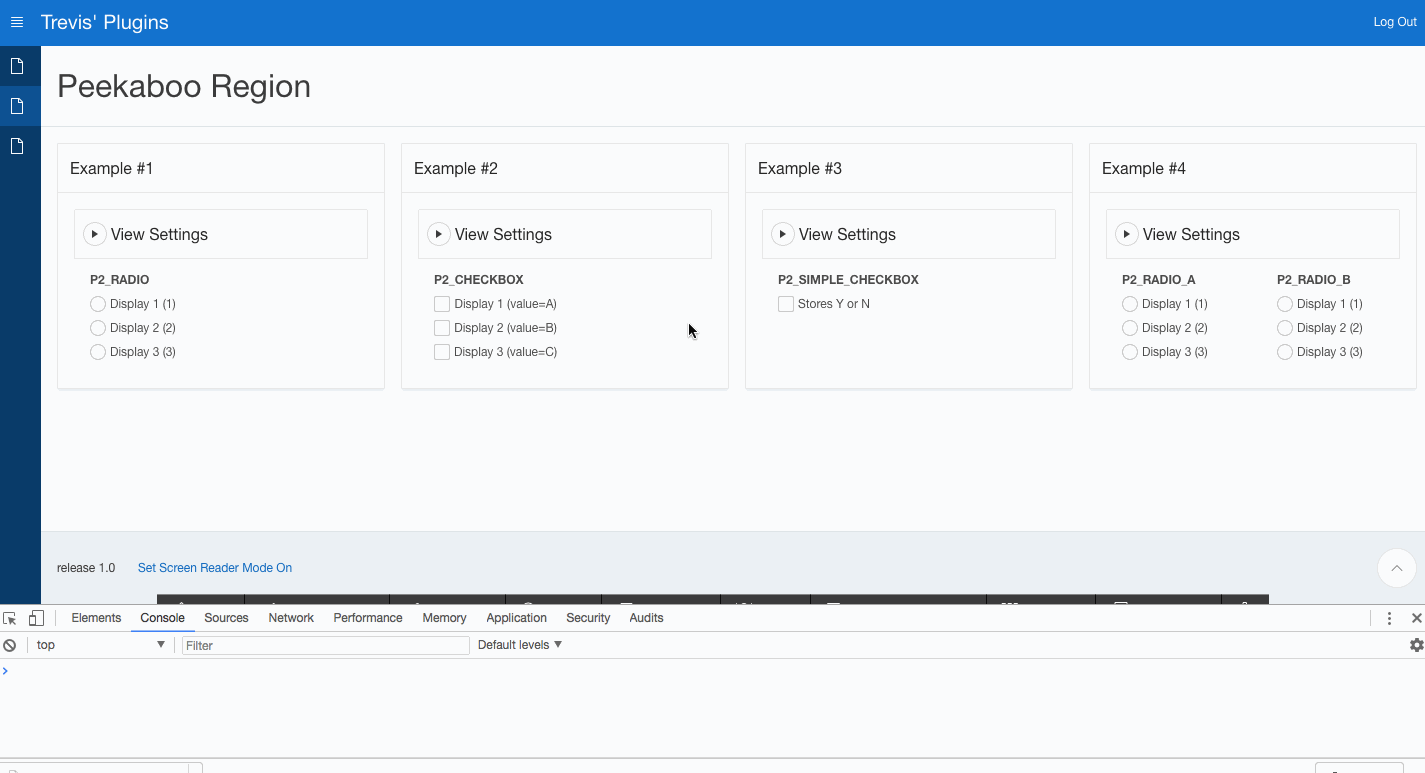 Trevis' Plugins
Log Out
Peekaboo Region
Example #1
View Settings
P2_RADIO
Display 1 (1)
Display 2 (2)
Display 3 (3)
Example #2
View Settings
P2_CHECKBOX
Display 1 (value=A)
Display 2 (value=B)
Display 3 (value=C)
Example #3
View Settings
P2_SIMPLE_CHECKBOX
Stores Y or N
Example #4
View Settings
P2_RADIO_A
Display 1 (1)
Display 2 (2)
Display 3 (3)
P2_RADIO_B
Display 1 (1)
Display 2 (2)
Display 3 (3)
release 1.0 Set Screen Reader Mode On
Elements Console Sources Network Performance Memory Application Security Audits
top Filter Default levels